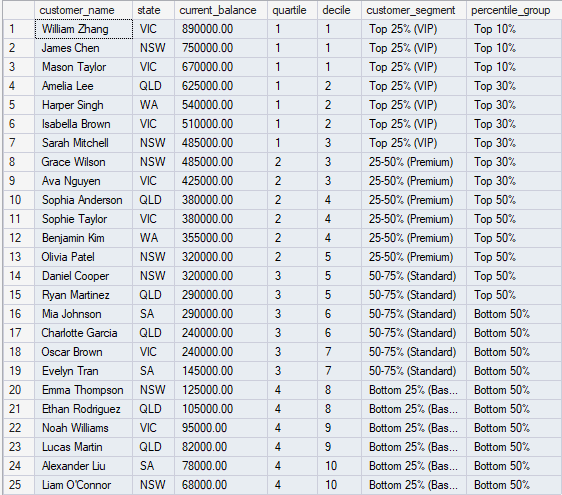 customer_name state current_balance quartile decile customer_segment percentile_group
1 William Zhang VIC 890000.00 1 1 Top 25% (VIP) Top 10%
2 James Chen NSW 750000.00 1 1 Top 25% (VIP) Top 10%
3 Mason Taylor VIC 670000.00 1 1 Top 25% (VIP) Top 10%
4 Amelia Lee QLD 625000.00 1 2 Top 25% (VIP) Top 30%
5 Harper Singh WA 540000.00 1 2 Top 25% (VIP) Top 30%
6 Isabella Brown VIC 510000.00 1 2 Top 25% (VIP) Top 30%
7 Sarah Mitchell NSW 485000.00 1 3 Top 25% (VIP) Top 30%
8 Grace Wilson NSW 485000.00 2 3 25-50% (Premium) Top 30%
9 Ava Nguyen VIC 425000.00 2 3 25-50% (Premium) Top 30%
10 Sophia Anderson QLD 380000.00 2 4 25-50% (Premium) Top 50%
11 Sophie Taylor VIC 380000.00 2 4 25-50% (Premium) Top 50%
12 Benjamin Kim WA 355000.00 2 4 25-50% (Premium) Top 50%
13 Olivia Patel NSW 320000.00 2 5 25-50% (Premium) Top 50%
14 Daniel Cooper NSW 320000.00 3 5 50-75% (Standard) Top 50%
15 Ryan Martinez QLD 290000.00 3 5 50-75% (Standard) Top 50%
16 Mia Johnson SA 290000.00 3 6 50-75% (Standard) Bottom 50%
17 Charlotte Garcia QLD 240000.00 3 6 50-75% (Standard) Bottom 50%
18 Oscar Brown VIC 240000.00 3 7 50-75% (Standard) Bottom 50%
19 Evelyn Tran SA 145000.00 3 7 50-75% (Standard) Bottom 50%
20 Emma Thompson NSW 125000.00 4 8 Bottom 25% (Bas... Bottom 50%
21 Ethan Rodriguez QLD 105000.00 4 8 Bottom 25% (Bas... Bottom 50%
22 Noah Williams VIC 95000.00 4 9 Bottom 25% (Bas... Bottom 50%
23 Lucas Martin QLD 82000.00 4 9 Bottom 25% (Bas... Bottom 50%
24 Alexander Liu SA 78000.00 4 10 Bottom 25% (Bas... Bottom 50%
25 Liam O'Connor NSW 68000.00 4 10 Bottom 25% (Bas... Bottom 50%